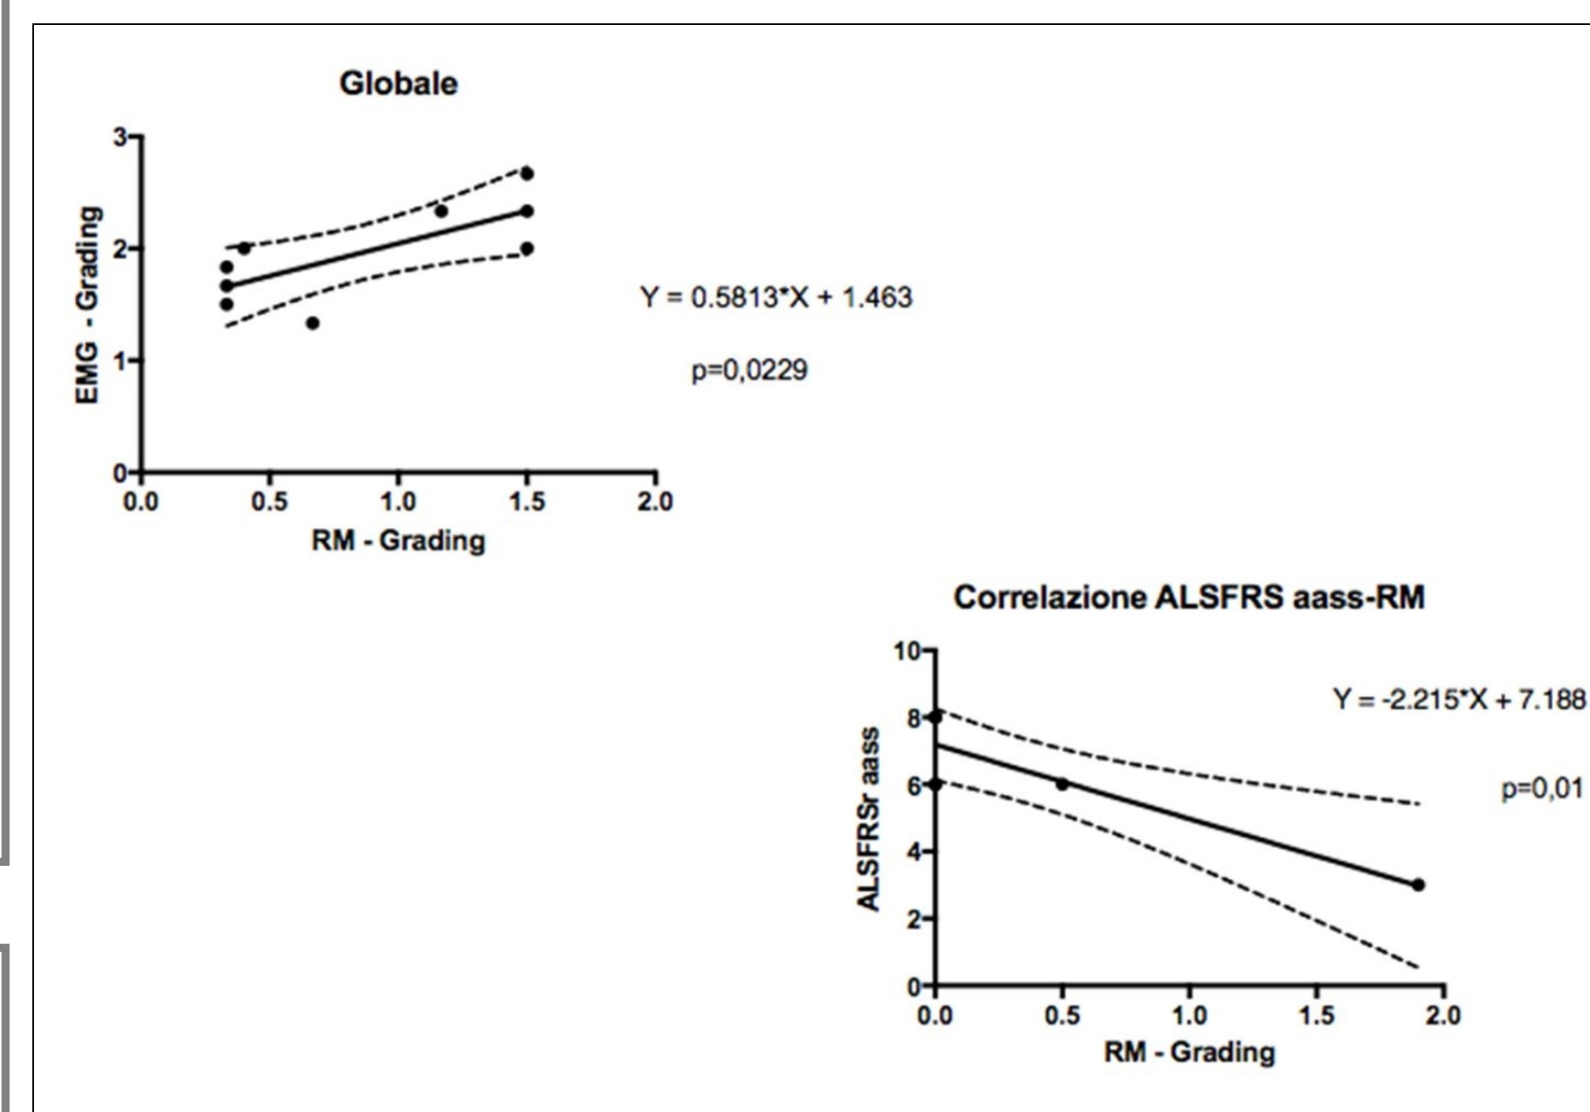 Globale
3
2
1
0
EMG - Grading
0.0 0.5 1.0 1.5 2.0
RM - Grading
Y = 0.5813*X + 1.463
p=0,0229
Correlazione ALSFRS aass-RM
10
8
6
4
2
0
ALSFRSr aass
0.0 0.5 1.0 1.5 2.0
RM - Grading
Y = -2.215*X + 7.188
p=0,01